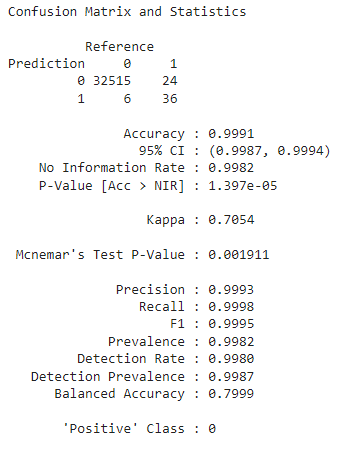 Confusion Matrix and Statistics
Reference
Prediction 0 1
0 32515 24
1 6 36
Accuracy : 0.9991
95% CI : (0.9987, 0.9994)
No Information Rate : 0.9982
P-Value [Acc > NIR] : 1.397e-05
Kappa : 0.7054
Mcnemar's Test P-Value : 0.001911
Precision : 0.9993
Recall : 0.9998
F1 : 0.9995
Prevalence : 0.9982
Detection Rate : 0.9980
Detection Prevalence : 0.9987
Balanced Accuracy : 0.7999
'Positive' Class : 0